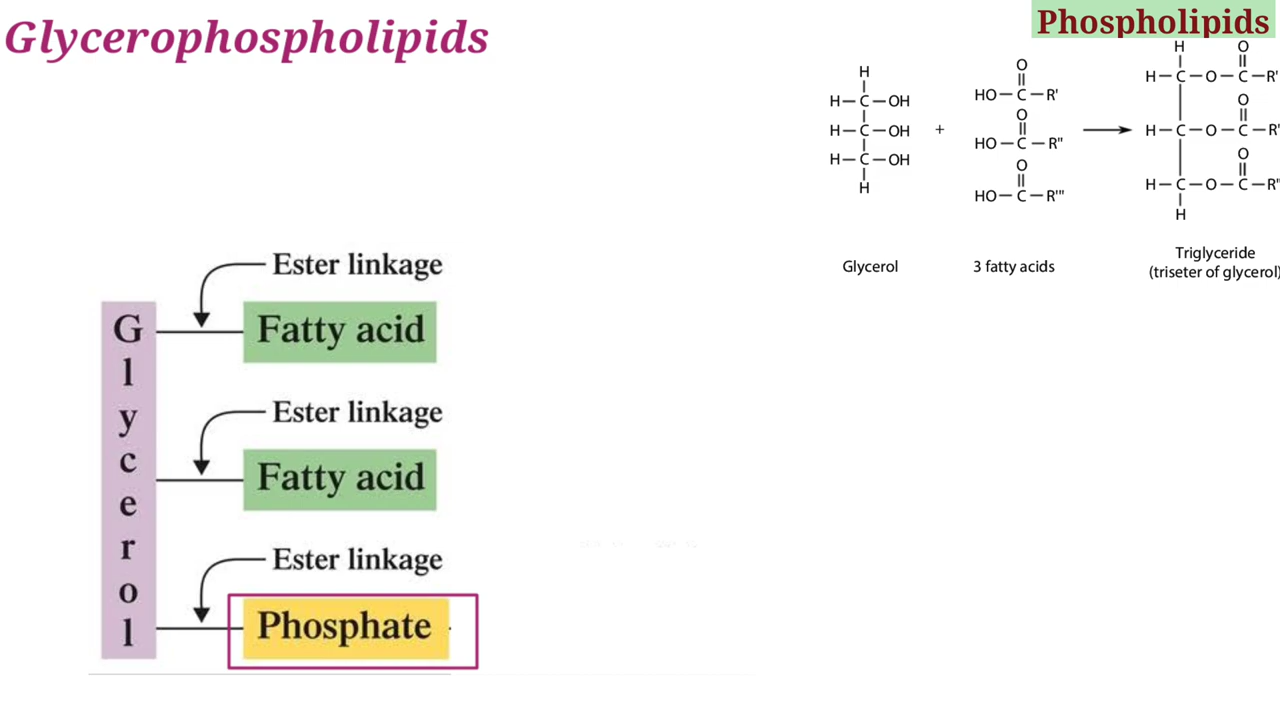 Glycerophospholipids
Phospholipids
H
H—C—OH
H—C—OH
H—C—OH
H
+
O
HO—C—R'
O
HO—C—R"
O
HO—C—R'"
H
O
H—C—O—C—R'
O
H—C—O—C—R'
O
H—C—O—C—R"
H
Glycerol
3 fatty acids
Triglyceride
(triseter of glycerol)
Glycerol
Ester linkage
Fatty acid
Ester linkage
Fatty acid
Ester linkage
Phosphate